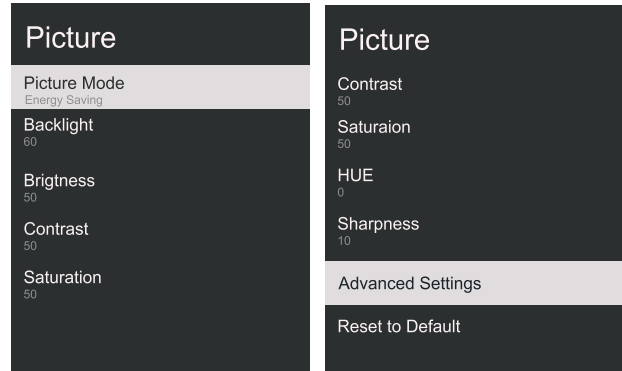 Picture
Picture Mode
Energy Saving
Backlight
60
Brigtness
50
Contrast
50
Saturation
50
Picture
Contrast
50
Saturaion
50
HUE
0
Sharpness
10
Advanced Settings
Reset to Default